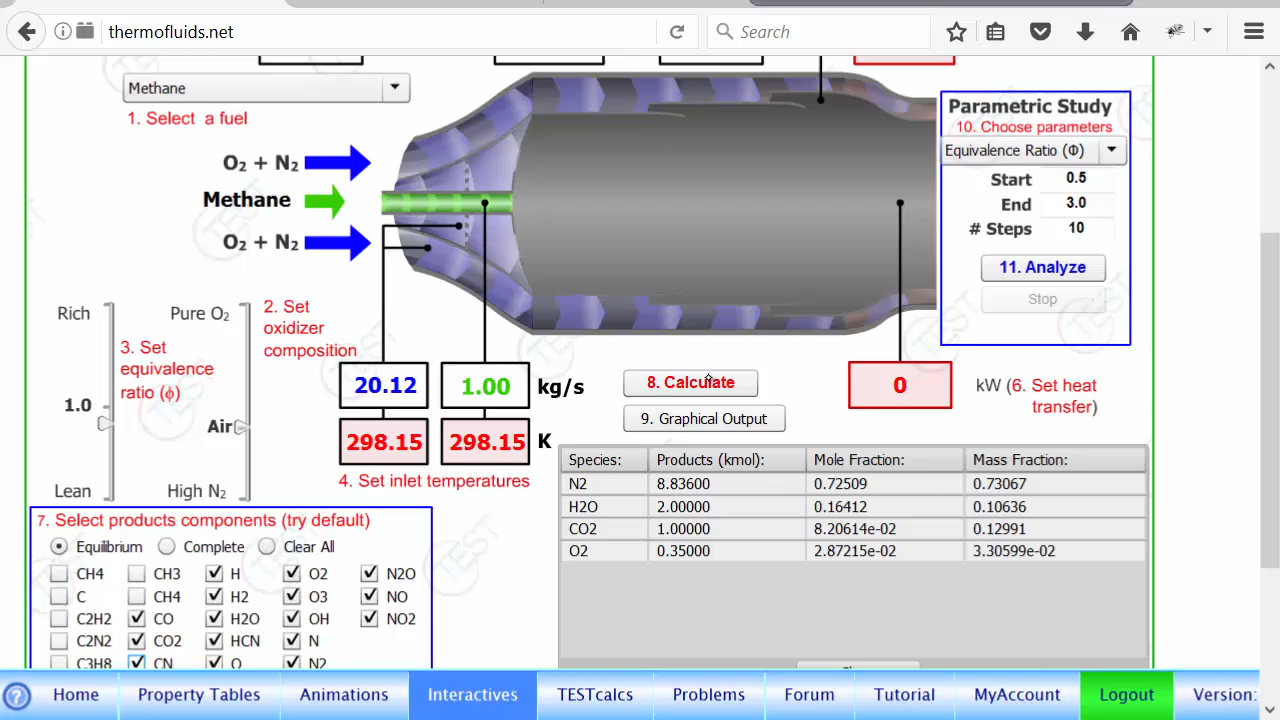 thermofluids.net
Search
Methane
1. Select a fuel
O₂ + N₂
Methane
O₂ + N₂
Parametric Study
10. Choose parameters
Equivalence Ratio (Φ)
Start 0.5
End 3.0
# Steps 10
11. Analyze
Stop
Rich
Pure O₂
2. Set
oxidizer
composition
3. Set
equivalence
ratio (ϕ)
1.0
Air
Lean
High N₂
20.12 1.00 kg/s
298.15 298.15 K
4. Set inlet temperatures
8. Calculate
9. Graphical Output
0
kW (6. Set heat
transfer)
Species: Products (kmol): Mole Fraction: Mass Fraction:
N2 8.83600 0.72509 0.73067
H2O 2.00000 0.16412 0.10636
CO2 1.00000 8.20614e-02 0.12991
O2 0.35000 2.87215e-02 3.30599e-02
7. Select products components (try default)
Equilibrium Complete Clear All
CH4 CH3 H O2 N2O
C CH4 H2 O3 NO
C2H2 CO H2O OH NO2
C2N2 CO2 HCN N
C3H8 CN O N2
Home Property Tables Animations Interactives TESTcalcs Problems Forum Tutorial MyAccount Logout Version: